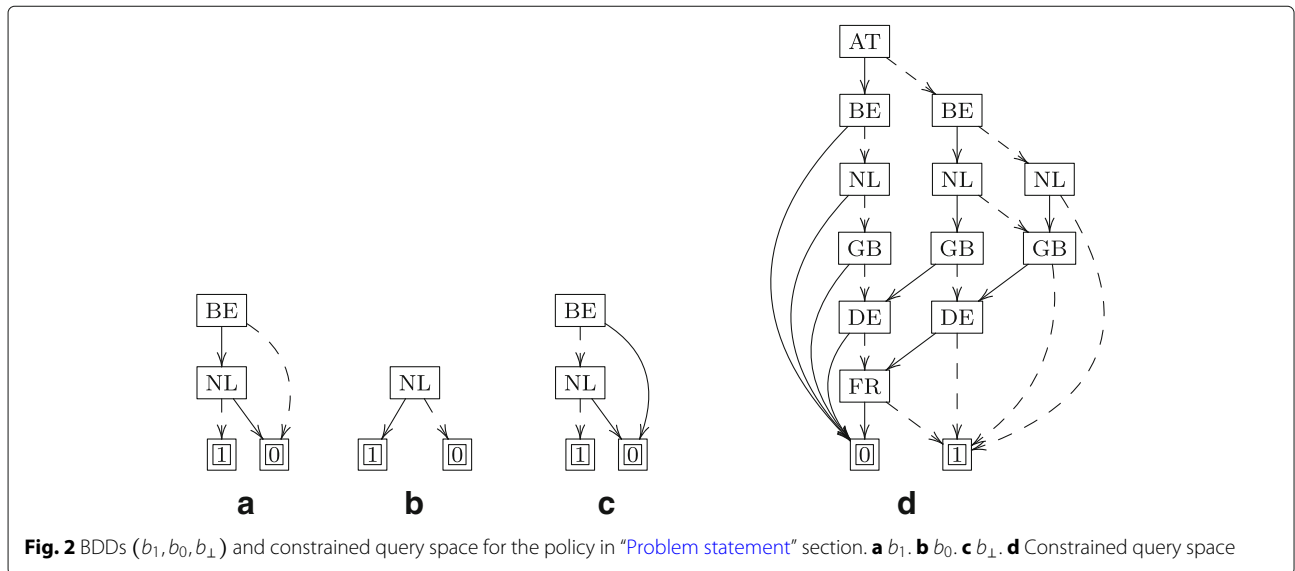 AT
BE BE
NL NL NL
GB GB GB
BE BE DE DE
NL NL NL FR
1 0 1 0 1 0 0 1
a b c d
Fig. 2 BDDs (b₁, b₀, b⊥) and constrained query space for the policy in “Problem statement” section. a b₁. b b₀. c b⊥. d Constrained query space